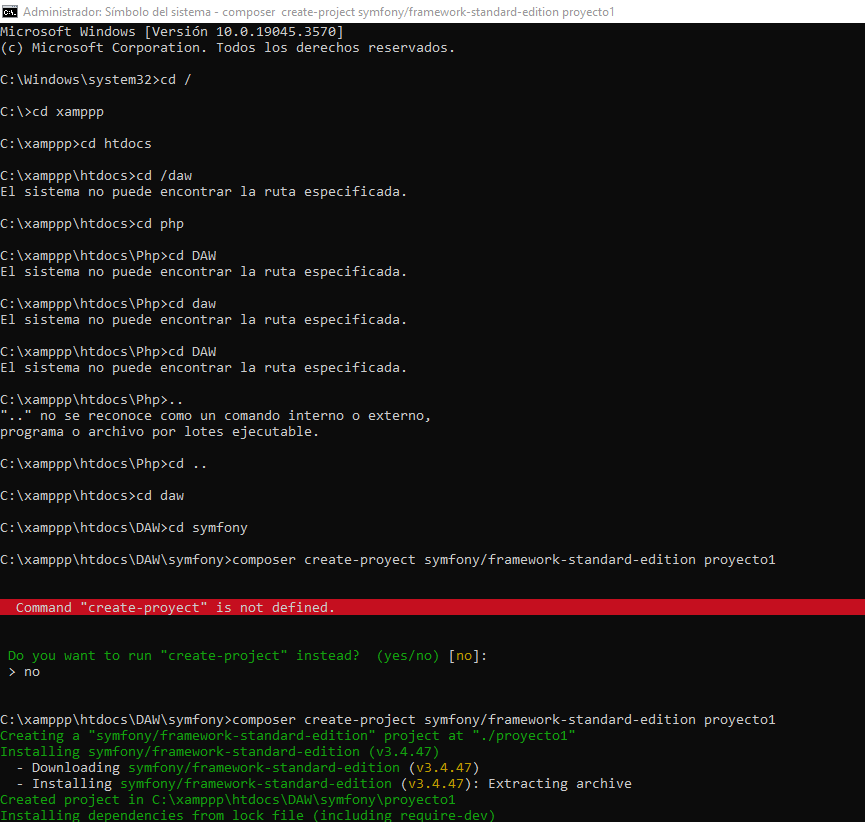 Administrador: Símbolo del sistema - composer create-project symfony/framework-standard-edition proyecto1
Microsoft Windows [Versión 10.0.19045.3570]
(c) Microsoft Corporation. Todos los derechos reservados.
C:\Windows\system32>cd /
C:\>cd xamppp
C:\xamppp>cd htdocs
C:\xamppp\htdocs>cd /daw
El sistema no puede encontrar la ruta especificada.
C:\xamppp\htdocs>cd php
C:\xamppp\htdocs\Php>cd DAW
El sistema no puede encontrar la ruta especificada.
C:\xamppp\htdocs\Php>cd daw
El sistema no puede encontrar la ruta especificada.
C:\xamppp\htdocs\Php>cd DAW
El sistema no puede encontrar la ruta especificada.
C:\xamppp\htdocs\Php>..
".." no se reconoce como un comando interno o externo,
programa o archivo por lotes ejecutable.
C:\xamppp\htdocs\Php>cd ..
C:\xamppp\htdocs>cd daw
C:\xamppp\htdocs\DAW>cd symfony
C:\xamppp\htdocs\DAW\symfony>composer create-proyect symfony/framework-standard-edition proyecto1
Command "create-proyect" is not defined.
Do you want to run "create-project" instead?  (yes/no) [no]:
> no
C:\xamppp\htdocs\DAW\symfony>composer create-project symfony/framework-standard-edition proyecto1
Creating a "symfony/framework-standard-edition" project at "./proyecto1"
Installing symfony/framework-standard-edition (v3.4.47)
- Downloading symfony/framework-standard-edition (v3.4.47)
- Installing symfony/framework-standard-edition (v3.4.47): Extracting archive
Created project in C:\xamppp\htdocs\DAW\symfony\proyecto1
Installing dependencies from lock file (including require-dev)